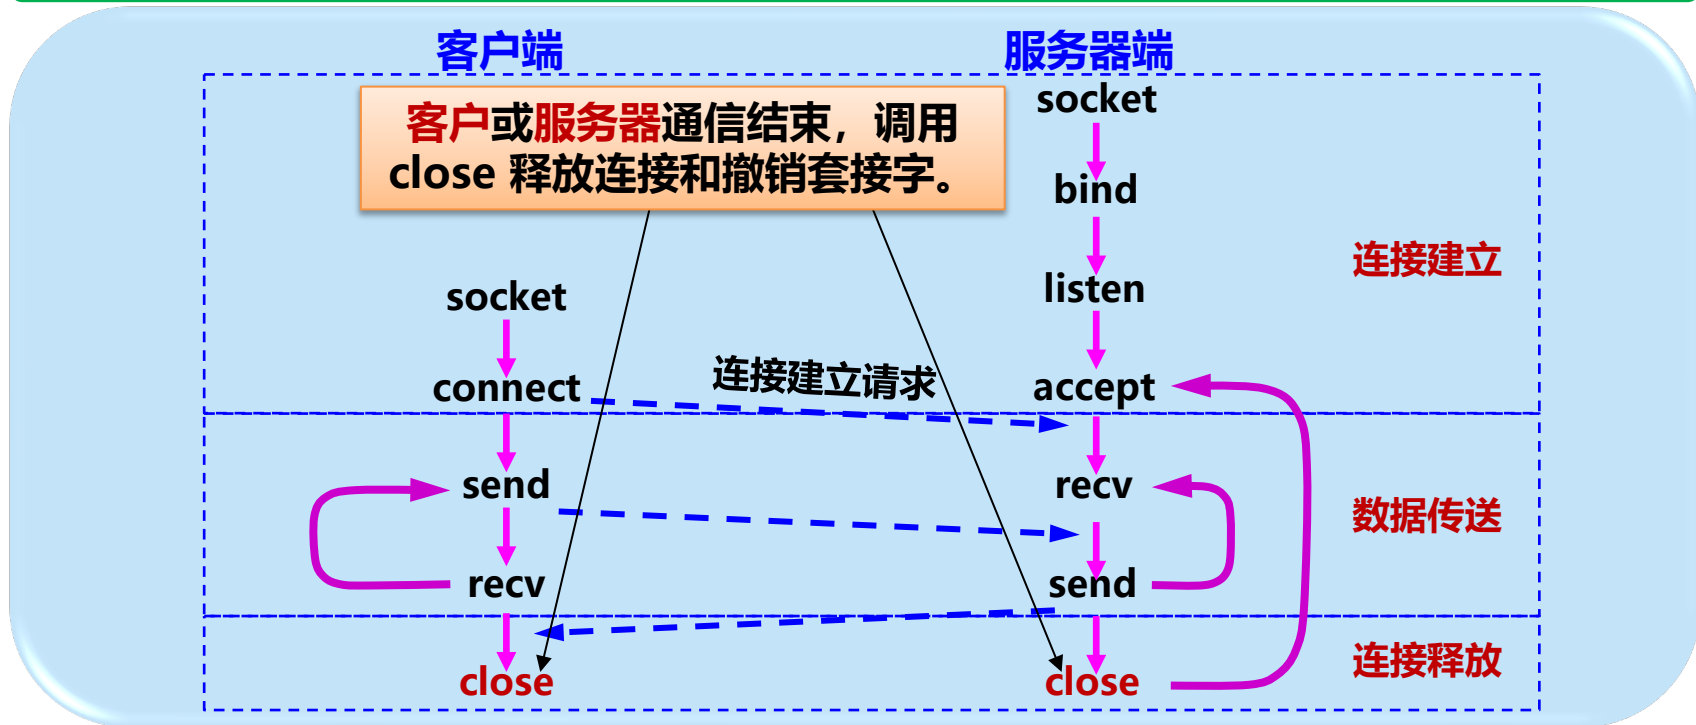 客户端
服务器端
客户或服务器通信结束，调用
close 释放连接和撤销套接字。
socket
bind
listen
连接建立
socket
connect
连接建立请求
accept
send
recv
数据传送
recv
send
close
close
连接释放